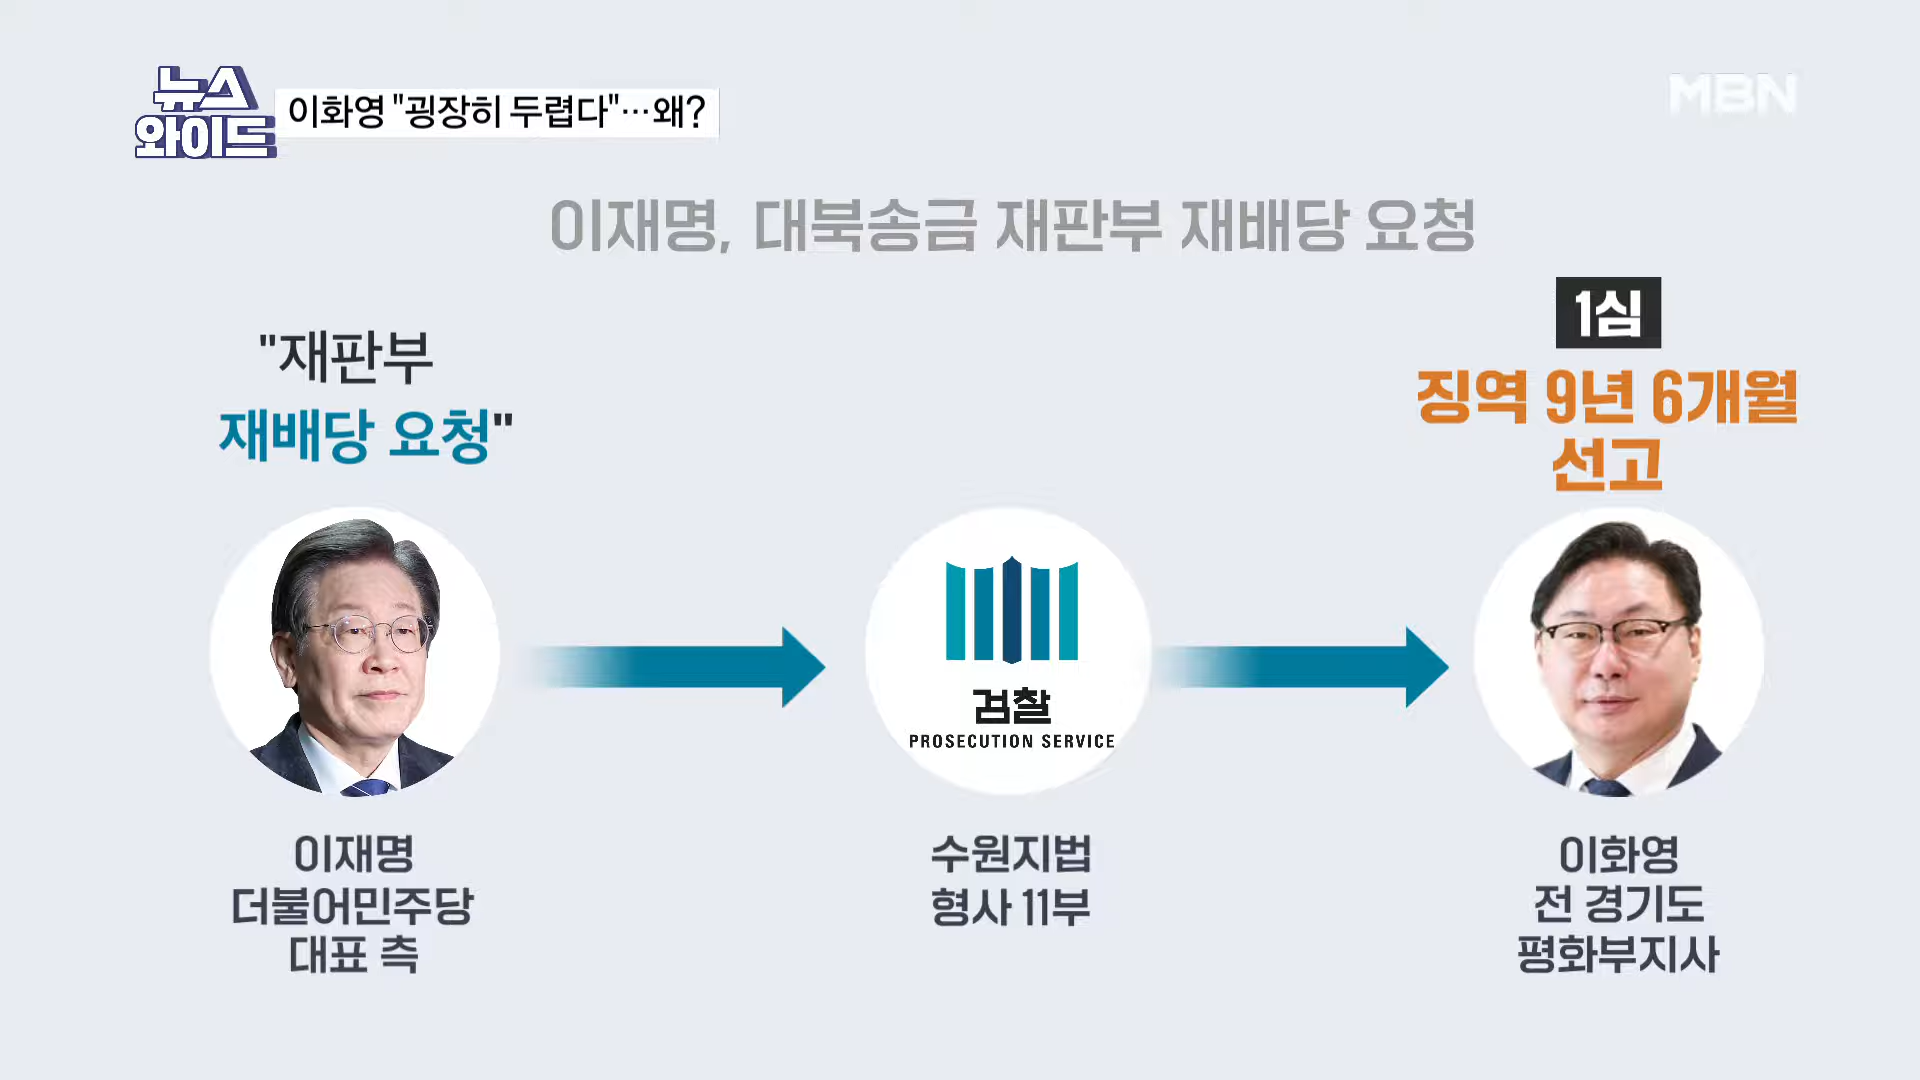 뉴스
와이드
이화영 "굉장히 두렵다"…왜?
MBN
이재명, 대북송금 재판부 재배당 요청
"재판부
재배당 요청"
1심
징역 9년 6개월
선고
검찰
PROSECUTION SERVICE
이재명
더불어민주당
대표 측
수원지법
형사 11부
이화영
전 경기도
평화부지사